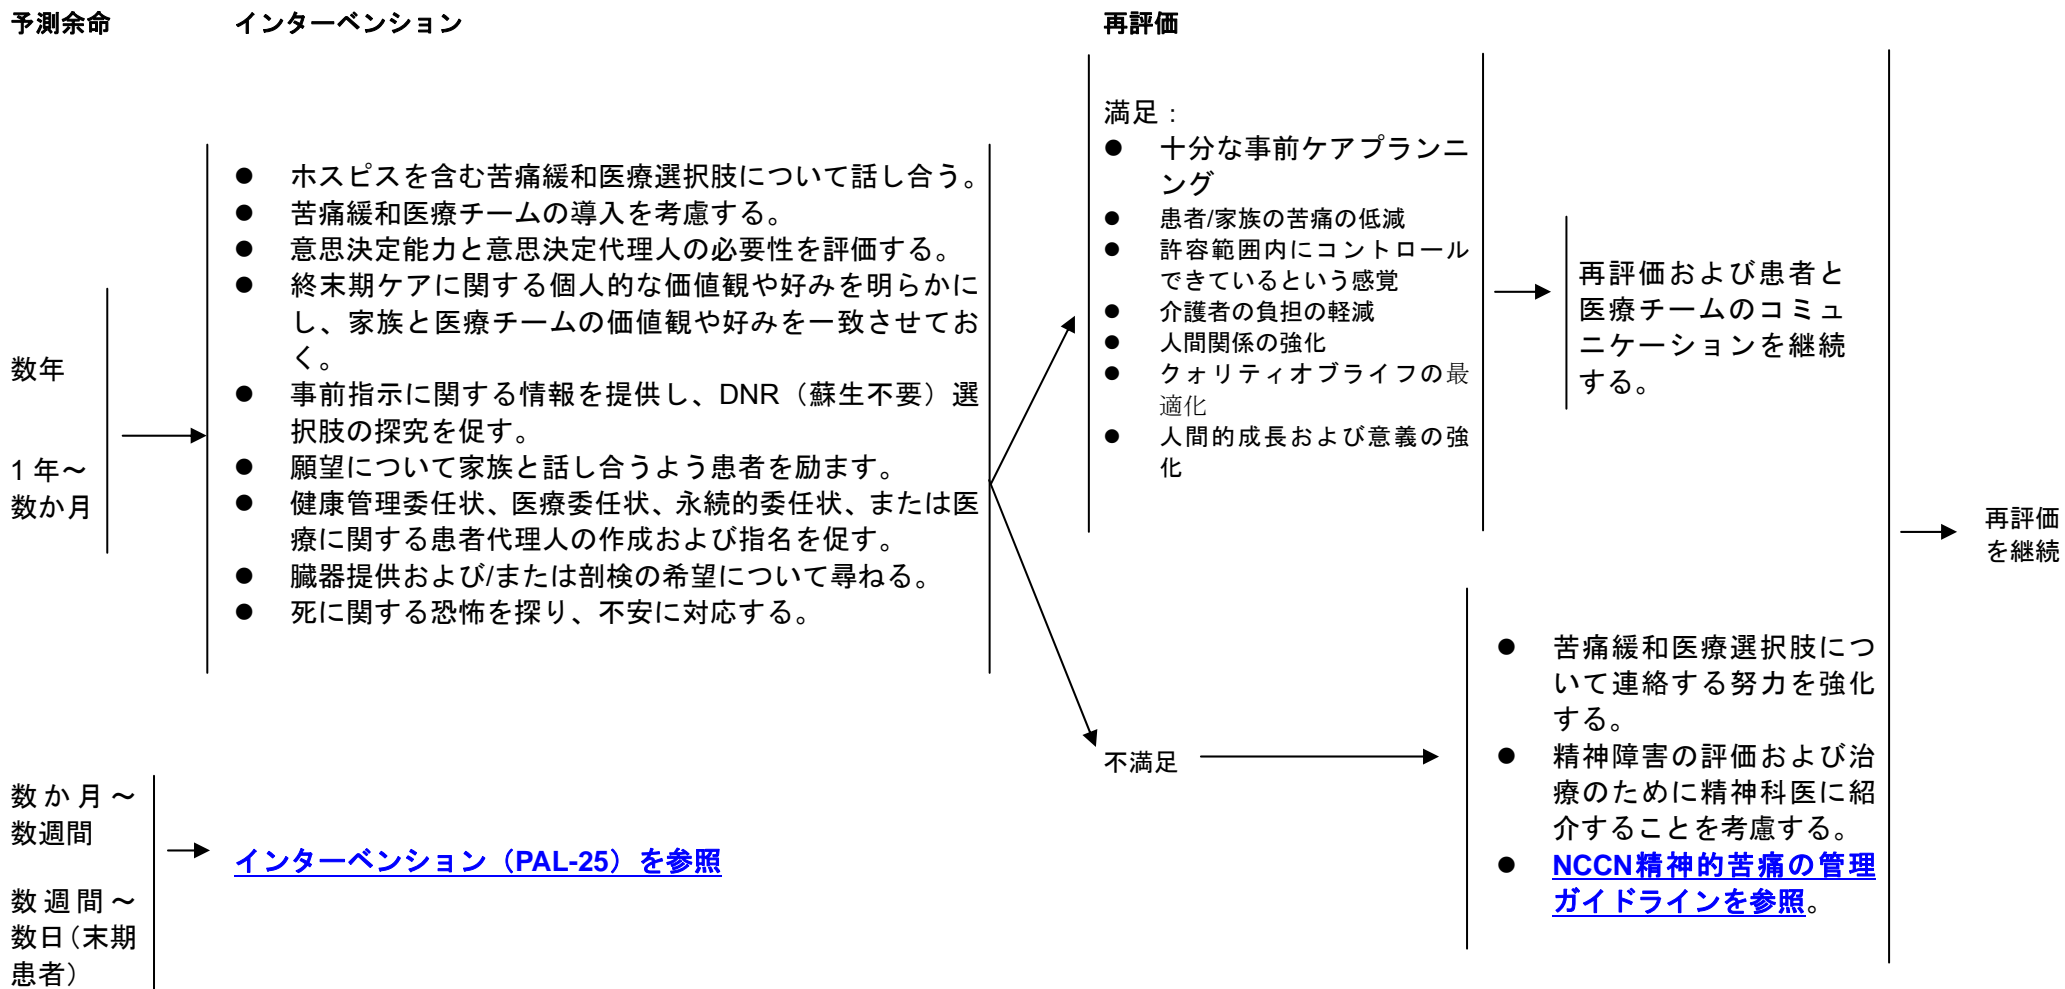 予測余命
インターベンション
再評価
数年
1 年～
数か月
● ホスピスを含む苦痛緩和医療選択肢について話し合う。
● 苦痛緩和医療チームの導入を考慮する。
● 意思決定能力と意思決定代理人の必要性を評価する。
● 終末期ケアに関する個人的な価値観や好みを明らかに
し、家族と医療チームの価値観や好みを一致させてお
く。
● 事前指示に関する情報を提供し、DNR（蘇生不要）選
択肢の探究を促す。
● 願望について家族と話し合うよう患者を励ます。
● 健康管理委任状、医療委任状、永続的委任状、または医
療に関する患者代理人の作成および指名を促す。
● 臓器提供および/または剖検の希望について尋ねる。
● 死に関する恐怖を探り、不安に対応する。
満足：
● 十分な事前ケアプランニ
ング
● 患者/家族の苦痛の低減
● 許容範囲内にコントロール
できているという感覚
● 介護者の負担の軽減
● 人間関係の強化
● クォリティオブライフの最
適化
● 人間的成長および意義の強
化
再評価および患者と
医療チームのコミュ
ニケーションを継続
する。
不満足
● 苦痛緩和医療選択肢につ
いて連絡する努力を強化
する。
● 精神障害の評価および治
療のために精神科医に紹
介することを考慮する。
● NCCN精神的苦痛の管理
ガイドラインを参照。
再評価
を継続
数か月～
数週間
数週間～
数日（末期
患者）
インターベンション（PAL-25）を参照